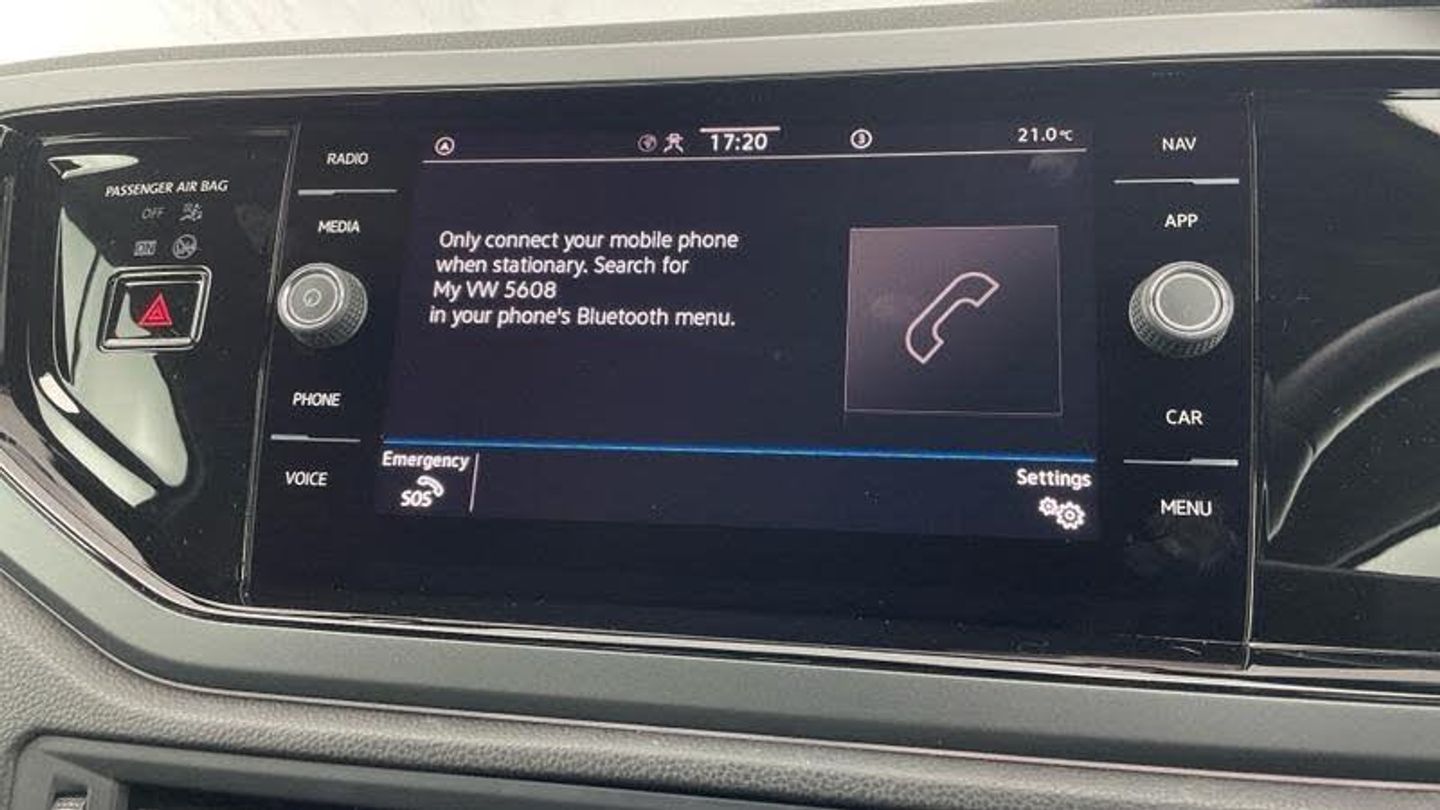 PASSENGER AIR BAG
OFF
ON
RADIO
MEDIA
PHONE
VOICE
A
17:20
3
21.0°C
Only connect your mobile phone
when stationary. Search for
My VW 5608
in your phone's Bluetooth menu.
Emergency
SOS
Settings
NAV
APP
CAR
MENU